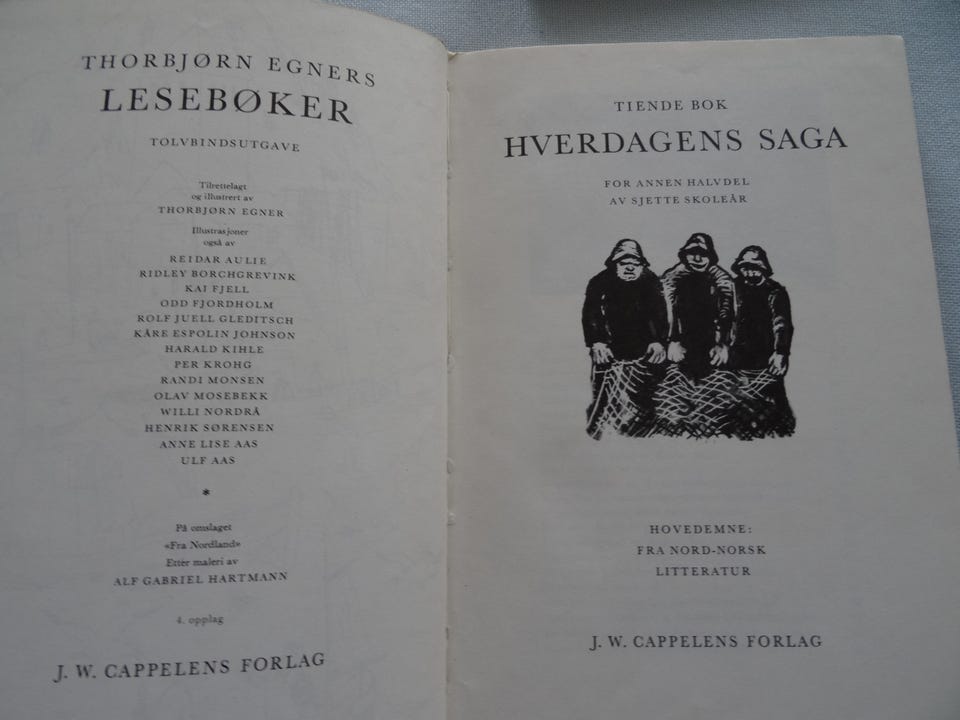 THORBJØRN EGNERS
LESEBØKER
TOLVBINDSUTGAVE
Tilrettelagt
og illustrert av
THORBJØRN EGNER
Illustrasjoner
også av
REIDAR AULIE
RIDLEY BORCHGREVINK
KAI FJELL
ODD FJORDHOLM
ROLF JUELL GLEDITSCH
KÅRE ESPOLIN JOHNSON
HARALD KIHLE
PER KROHG
RANDI MONSEN
OLAV MOSEBEKK
WILLI NORDRÅ
HENRIK SØRENSEN
ANNE LISE AAS
ULF AAS
*
På omslaget
«Fra Nordland»
Etter maleri av
ALF GABRIEL HARTMANN
4. opplag
J. W. CAPPELENS FORLAG
TIENDE BOK
HVERDAGENS SAGA
FOR ANNEN HALVDEL
AV SJETTE SKOLEÅR
HOVEDEMNE:
FRA NORD-NORSK
LITTERATUR
J. W. CAPPELENS FORLAG